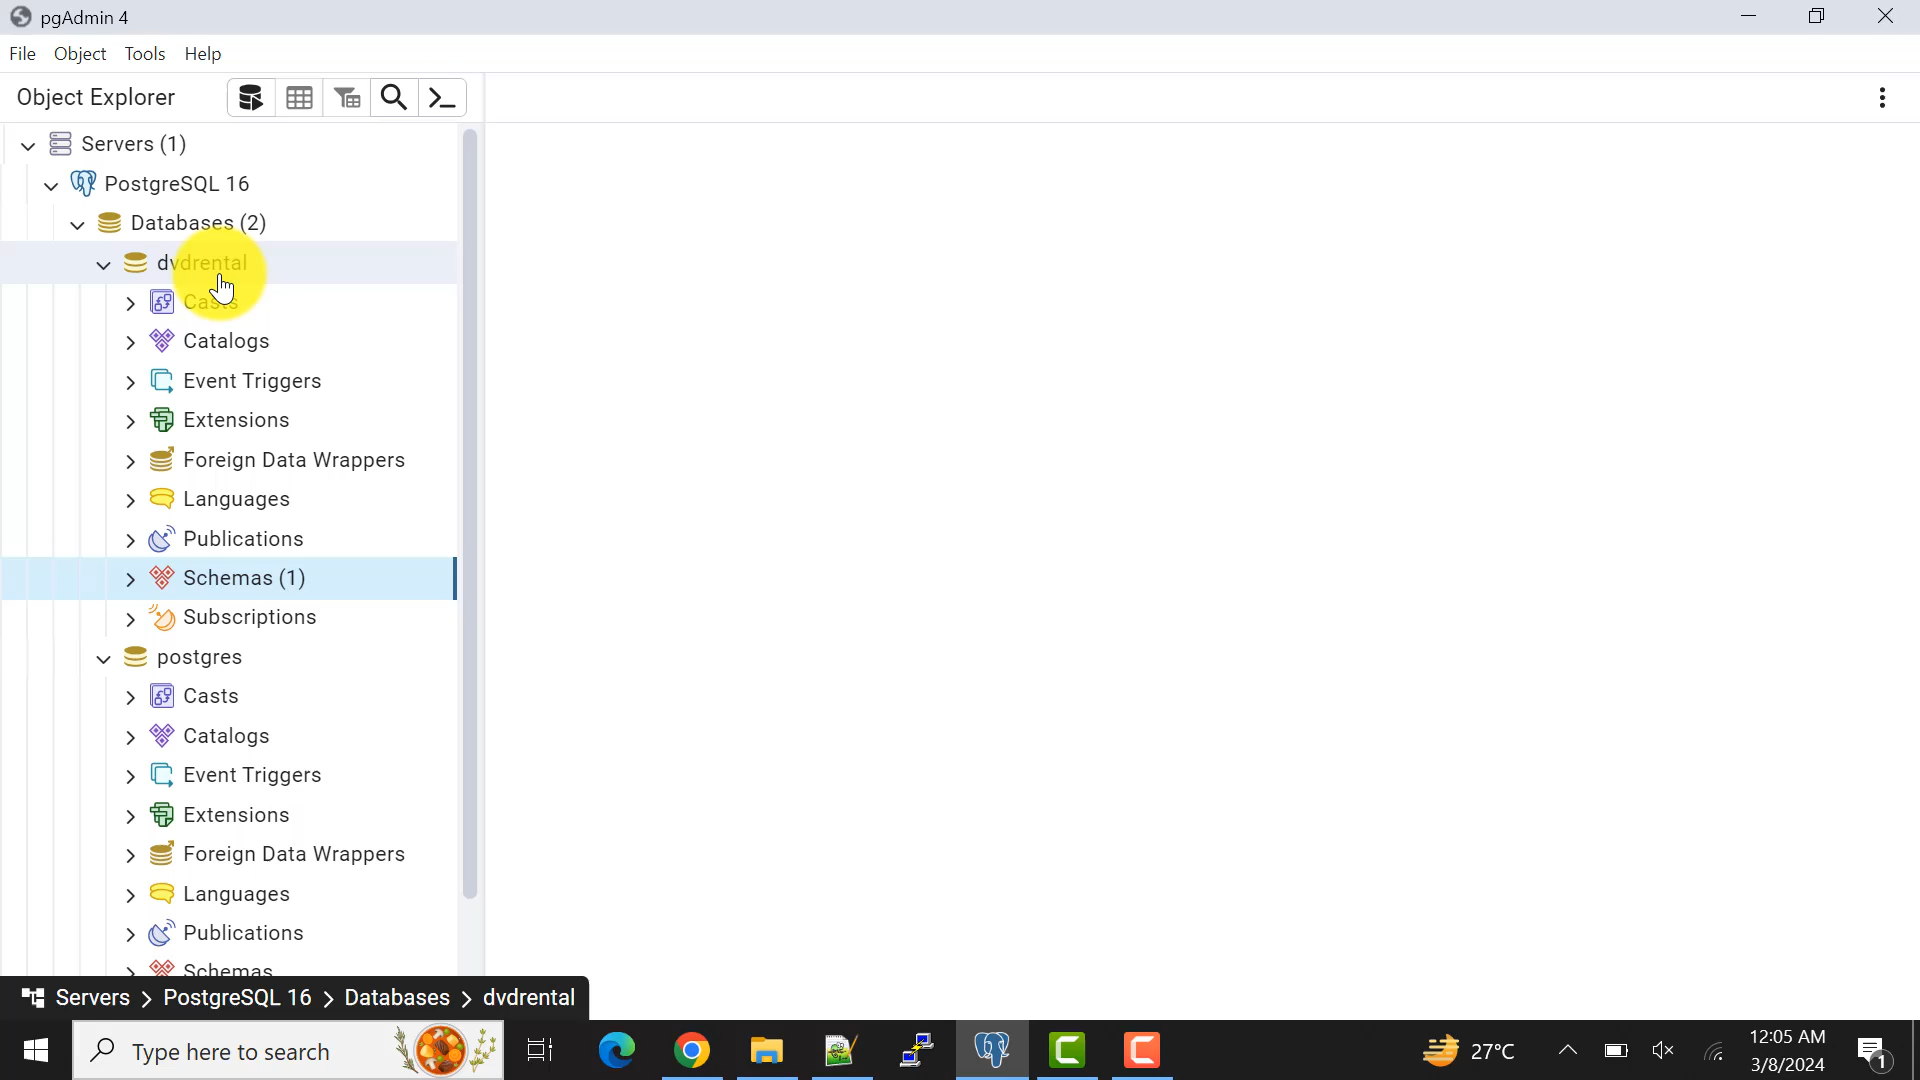 pgAdmin 4
File Object Tools Help
Object Explorer
Servers (1)
PostgreSQL 16
Databases (2)
dvdrental
Casts
Catalogs
Event Triggers
Extensions
Foreign Data Wrappers
Languages
Publications
Schemas (1)
Subscriptions
postgres
Casts
Catalogs
Event Triggers
Extensions
Foreign Data Wrappers
Languages
Publications
Schemas
Servers > PostgreSQL 16 > Databases > dvdrental
Type here to search
27°C
12:05 AM
3/8/2024
1